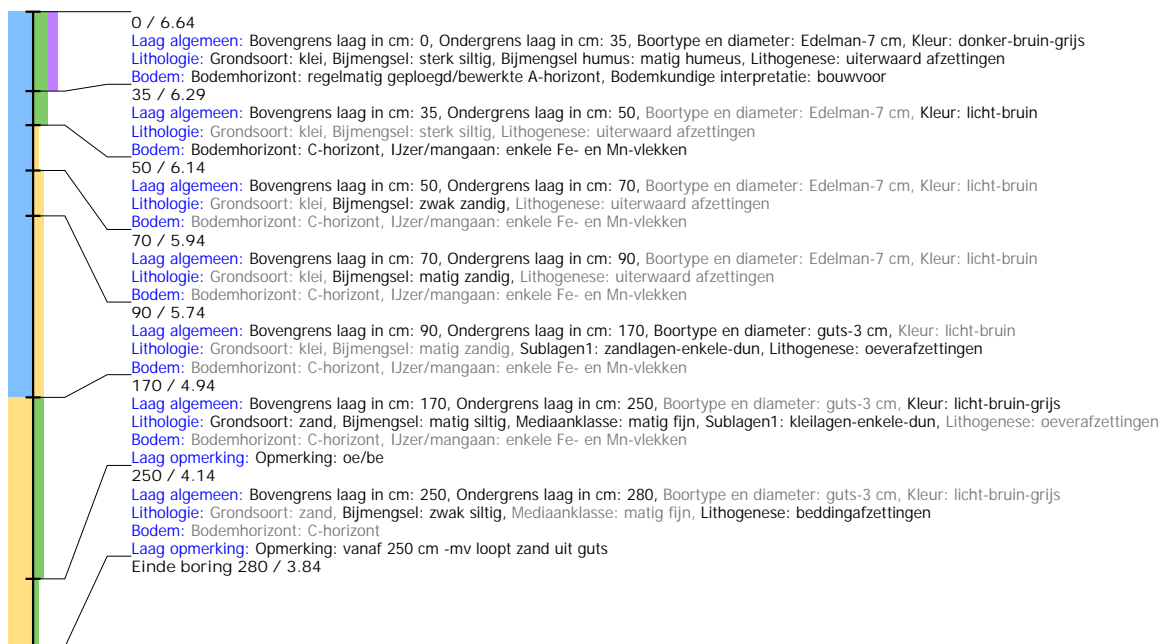 0 / 6.64
Laag algemeen: Bovengrens laag in cm: 0, Ondergrens laag in cm: 35, Boortype en diameter: Edelman-7 cm, Kleur: donker-bruin-grijs
Lithologie: Grondsoort: klei, Bijmengsel: sterk siltig, Bijmengsel humus: matig humeus, Lithogenese: uiterwaard afzettingen
Bodem: Bodemhorizont: regelmatig geploegd/bewerkte A-horizont, Bodemkundige interpretatie: bouwvoor
35 / 6.29
Laag algemeen: Bovengrens laag in cm: 35, Ondergrens laag in cm: 50, Boortype en diameter: Edelman-7 cm, Kleur: licht-bruin
Lithologie: Grondsoort: klei, Bijmengsel: sterk siltig, Lithogenese: uiterwaard afzettingen
Bodem: Bodemhorizont: C-horizont, IJzer/mangaan: enkele Fe- en Mn-vlekken
50 / 6.14
Laag algemeen: Bovengrens laag in cm: 50, Ondergrens laag in cm: 70, Boortype en diameter: Edelman-7 cm, Kleur: licht-bruin
Lithologie: Grondsoort: klei, Bijmengsel: zwak zandig, Lithogenese: uiterwaard afzettingen
Bodem: Bodemhorizont: C-horizont, IJzer/mangaan: enkele Fe- en Mn-vlekken
70 / 5.94
Laag algemeen: Bovengrens laag in cm: 70, Ondergrens laag in cm: 90, Boortype en diameter: Edelman-7 cm, Kleur: licht-bruin
Lithologie: Grondsoort: klei, Bijmengsel: matig zandig, Lithogenese: uiterwaard afzettingen
Bodem: Bodemhorizont: C-horizont, IJzer/mangaan: enkele Fe- en Mn-vlekken
90 / 5.74
Laag algemeen: Bovengrens laag in cm: 90, Ondergrens laag in cm: 170, Boortype en diameter: guts-3 cm, Kleur: licht-bruin
Lithologie: Grondsoort: klei, Bijmengsel: matig zandig, Sublagen1: zandlagen-enkele-dun, Lithogenese: oeverafzettingen
Bodem: Bodemhorizont: C-horizont, IJzer/mangaan: enkele Fe- en Mn-vlekken
170 / 4.94
Laag algemeen: Bovengrens laag in cm: 170, Ondergrens laag in cm: 250, Boortype en diameter: guts-3 cm, Kleur: licht-bruin-grijs
Lithologie: Grondsoort: zand, Bijmengsel: matig siltig, Mediaanklasse: matig fijn, Sublagen1: kleilagen-enkele-dun, Lithogenese: oeverafzettingen
Bodem: Bodemhorizont: C-horizont, IJzer/mangaan: enkele Fe- en Mn-vlekken
Laag opmerking: Opmerking: oe/be
250 / 4.14
Laag algemeen: Bovengrens laag in cm: 250, Ondergrens laag in cm: 280, Boortype en diameter: guts-3 cm, Kleur: licht-bruin-grijs
Lithologie: Grondsoort: zand, Bijmengsel: zwak siltig, Mediaanklasse: matig fijn, Lithogenese: beddingafzettingen
Bodem: Bodemhorizont: C-horizont
Laag opmerking: Opmerking: vanaf 250 cm -mv loopt zand uit guts
Einde boring 280 / 3.84